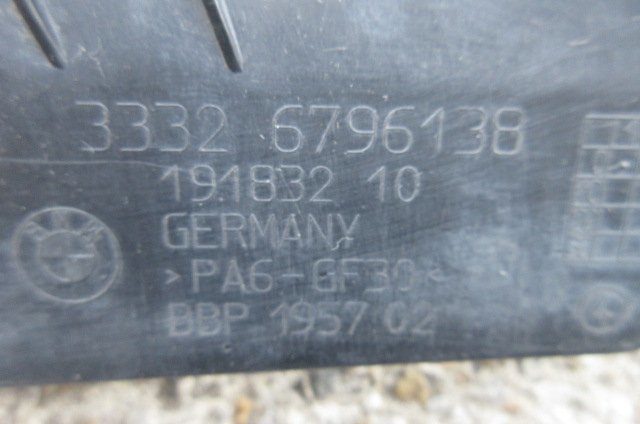 3332 6796138
191832 10
GERMANY
>PA6-GF30<
BBP 1957 02